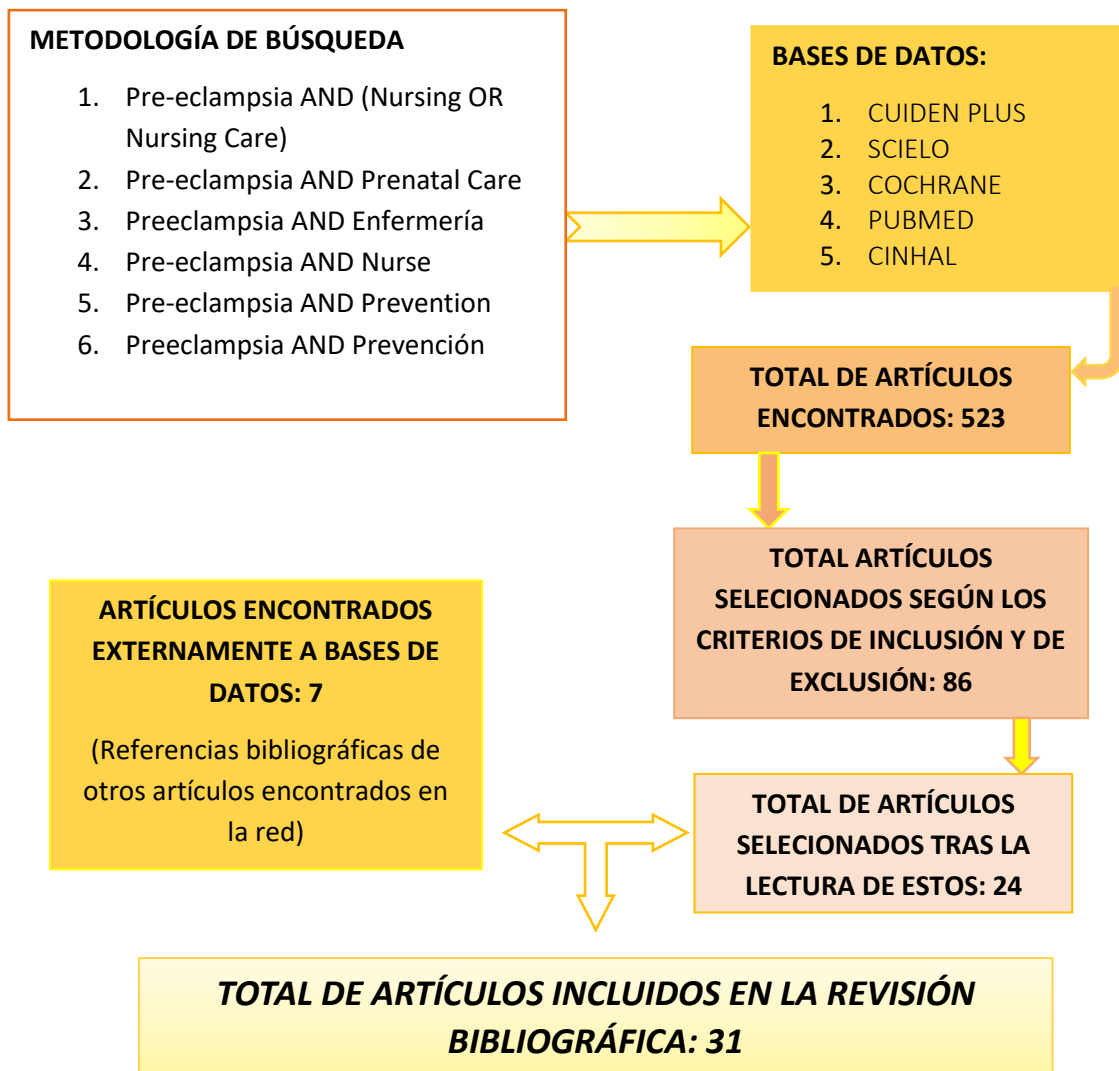 METODOLOGÍA DE BÚSQUEDA
1. Pre-eclampsia AND (Nursing OR
Nursing Care)
2. Pre-eclampsia AND Prenatal Care
3. Preeclampsia AND Enfermería
4. Pre-eclampsia AND Nurse
5. Pre-eclampsia AND Prevention
6. Preeclampsia AND Prevención
BASES DE DATOS:
1. CUIDEN PLUS
2. SCIELO
3. COCHRANE
4. PUBMED
5. CINHAL
TOTAL DE ARTÍCULOS
ENCONTRADOS: 523
TOTAL ARTÍCULOS
SELECIONADOS SEGÚN LOS
CRITERIOS DE INCLUSIÓN Y DE
EXCLUSIÓN: 86
ARTÍCULOS ENCONTRADOS
EXTERNAMENTE A BASES DE
DATOS: 7
(Referencias bibliográficas de
otros artículos encontrados en
la red)
TOTAL DE ARTÍCULOS
SELECIONADOS TRAS LA
LECTURA DE ESTOS: 24
TOTAL DE ARTÍCULOS INCLUIDOS EN LA REVISIÓN
BIBLIOGRÁFICA: 31